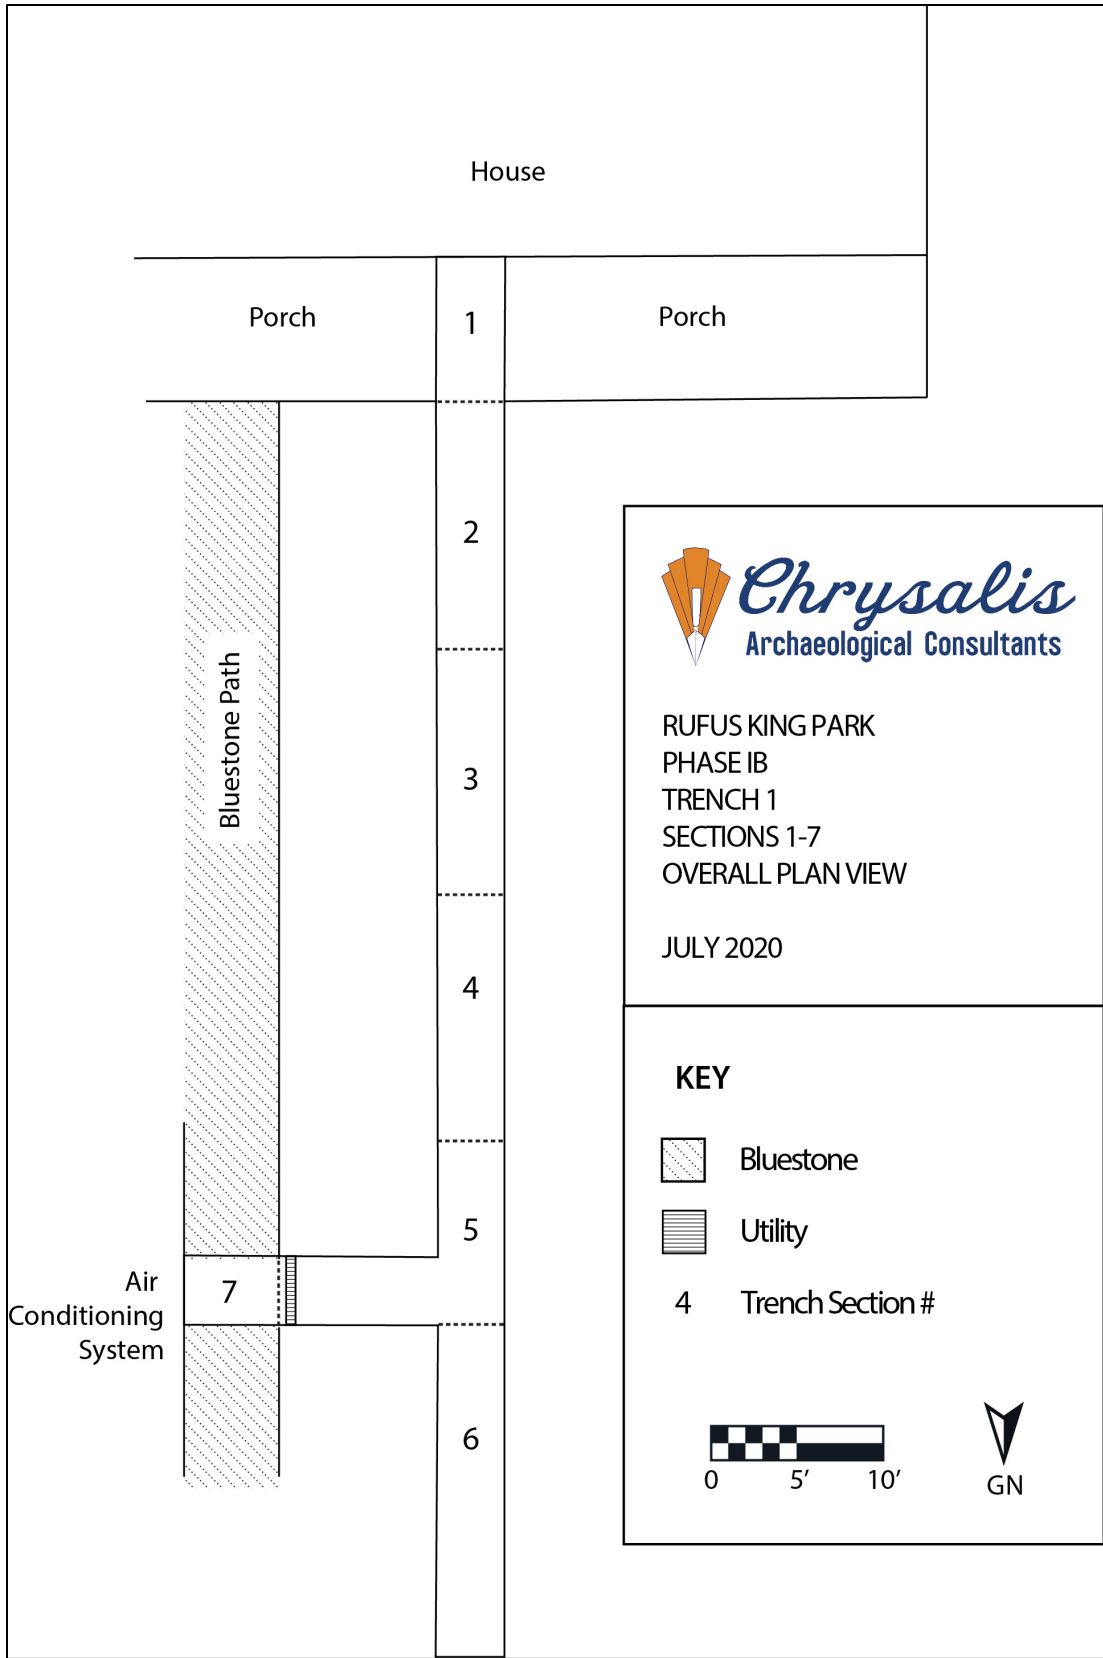 House
Porch
1
Porch
2
3
4
5
6
7
Bluestone Path
Air
Conditioning
System
Chrysalis
Archaeological Consultants
RUFUS KING PARK
PHASE IB
TRENCH 1
SECTIONS 1-7
OVERALL PLAN VIEW
JULY 2020
KEY
Bluestone
Utility
4 Trench Section #
0 5’ 10’
GN